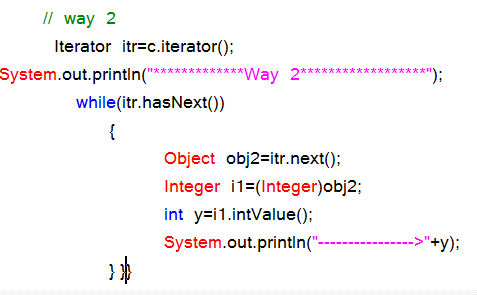 // way 2
Iterator itr=c.iterator();
System.out.println("*************Way 2******************");
while(itr.hasNext())
{
Object obj2=itr.next();
Integer i1=(Integer)obj2;
int y=i1.intValue();
System.out.println("---------------->"+y);
} }}